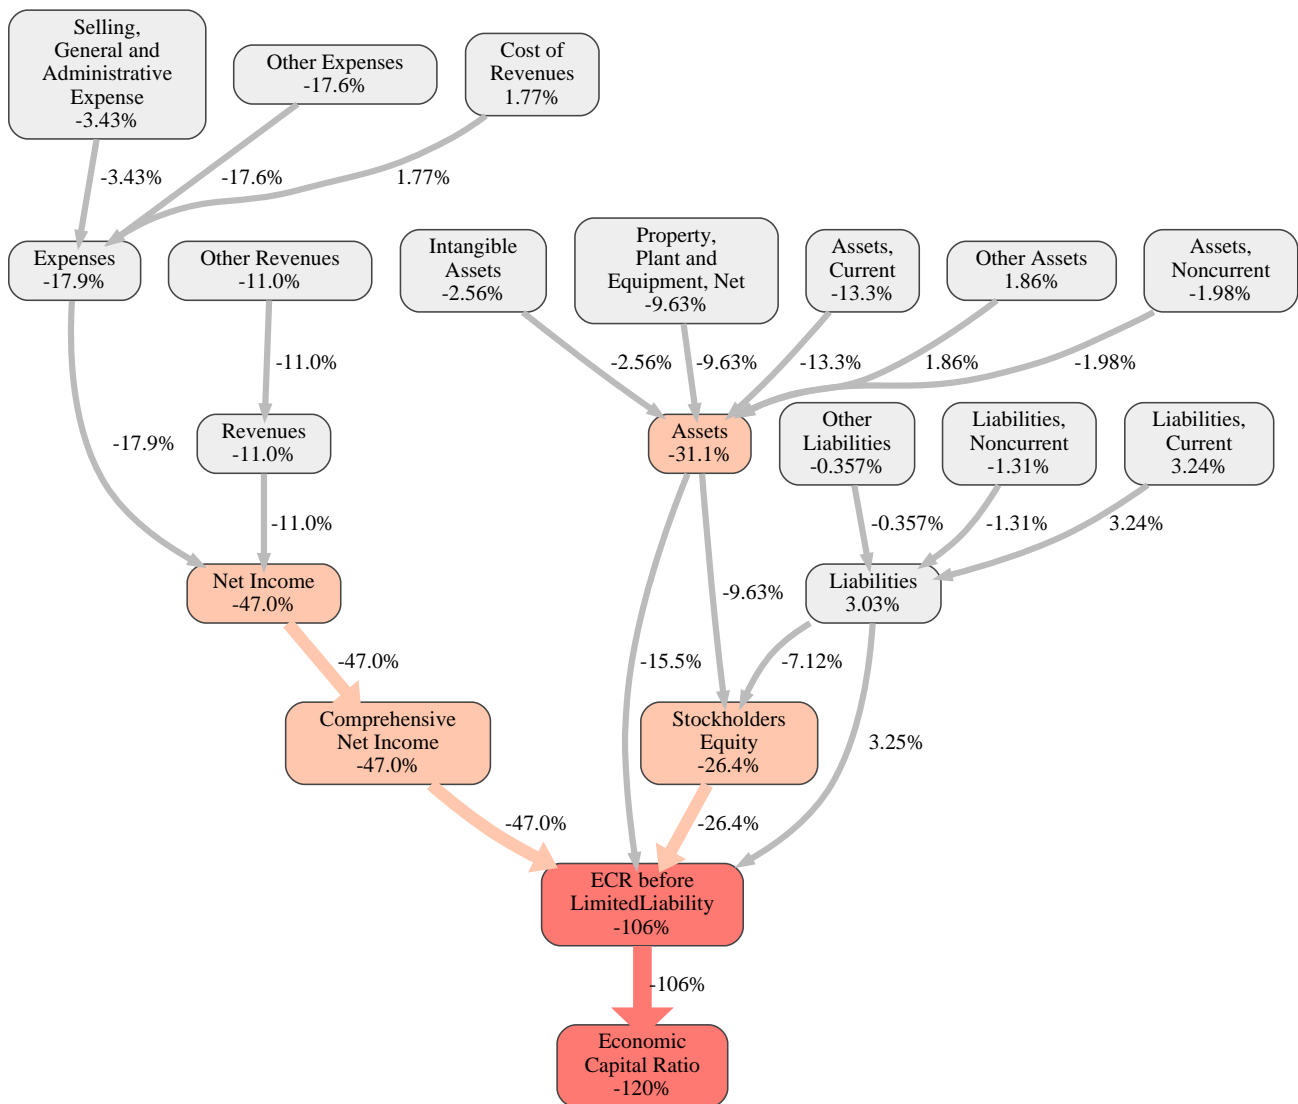 Selling,
General and
Administrative
Expense
-3.43%
Other Expenses
-17.6%
Cost of
Revenues
1.77%
-3.43%
-17.6%
1.77%
Expenses
-17.9%
Other Revenues
-11.0%
Intangible
Assets
-2.56%
Property,
Plant and
Equipment, Net
-9.63%
Assets,
Current
-13.3%
Other Assets
1.86%
Assets,
Noncurrent
-1.98%
-11.0%
-2.56%
-9.63%
-13.3%
1.86%
-1.98%
-17.9%
Revenues
-11.0%
Assets
-31.1%
Other
Liabilities
-0.357%
Liabilities,
Noncurrent
-1.31%
Liabilities,
Current
3.24%
-11.0%
-0.357%
-1.31%
3.24%
Net Income
-47.0%
-9.63%
Liabilities
3.03%
-47.0%
-15.5%
-7.12%
Comprehensive
Net Income
-47.0%
Stockholders
Equity
-26.4%
3.25%
-47.0%
-26.4%
ECR before
LimitedLiability
-106%
-106%
Economic
Capital Ratio
-120%